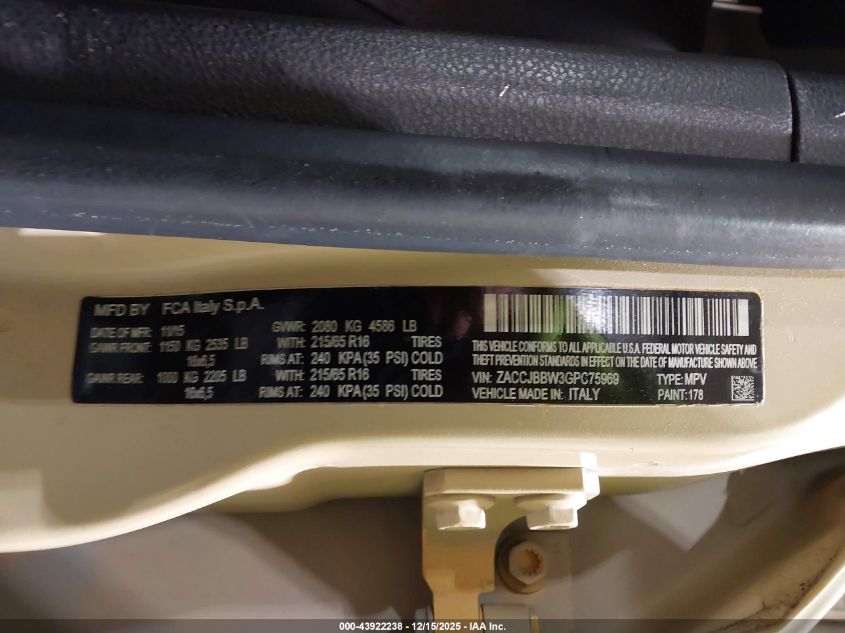 MFD BY FCA Italy S.p.A.
DATE OF MFR: 11/15 GVWR: 2080 KG 4586 LB
GAWR FRONT: 1150 KG 2535 LB WITH: 215/65 R16 TIRES
16x6,5 RIMS AT: 240 KPA(35 PSI) COLD
GAWR REAR: 1000 KG 2205 LB WITH: 215/65 R16 TIRES
16x6,5 RIMS AT: 240 KPA(35 PSI) COLD
THIS VEHICLE CONFORMS TO ALL APPLICABLE U.S.A. FEDERAL MOTOR VEHICLE SAFETY AND
THEFT PREVENTION STANDARDS IN EFFECT ON THE DATE OF MANUFACTURE SHOWN ABOVE
VIN: ZACCJBBW3GPC75969 TYPE: MPV
VEHICLE MADE IN: ITALY PAINT: 178
000-43922238 - 12/15/2025 - IAA Inc.